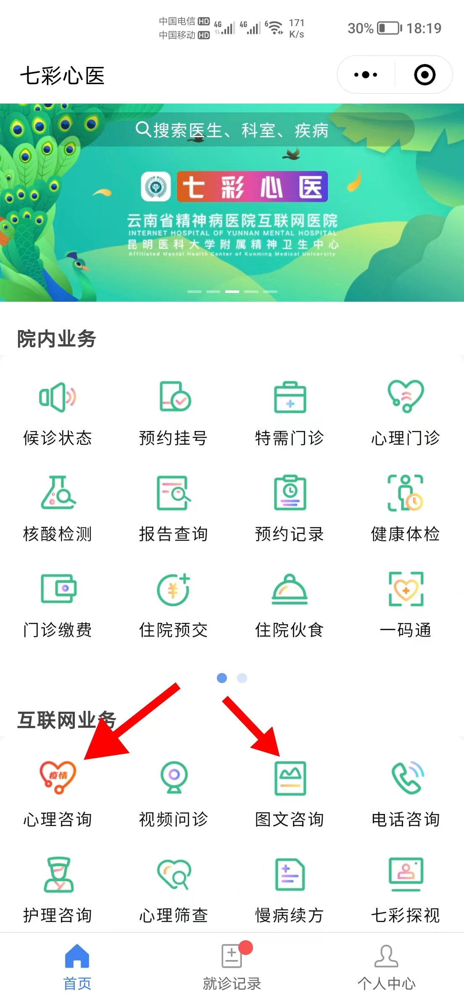 中国电信 HD 4G 4G 6 171
中国移动 HD K/s
30% 18:19
七彩心医
搜索医生、科室、疾病
七彩心医
云南省精神病医院互联网医院
INTERNET HOSPITAL OF YUNNAN MENTAL HOSPITAL
昆明医科大学附属精神卫生中心
Affiliated Mental Health Center of Kunming Medical University
院内业务
候诊状态 预约挂号 特需门诊 心理门诊
核酸检测 报告查询 预约记录 健康体检
门诊缴费 住院预交 住院伙食 一码通
互联网业务
疫情
心理咨询 视频问诊 图文咨询 电话咨询
护理咨询 心理筛查 慢病续方 七彩探视
首页 就诊记录 个人中心